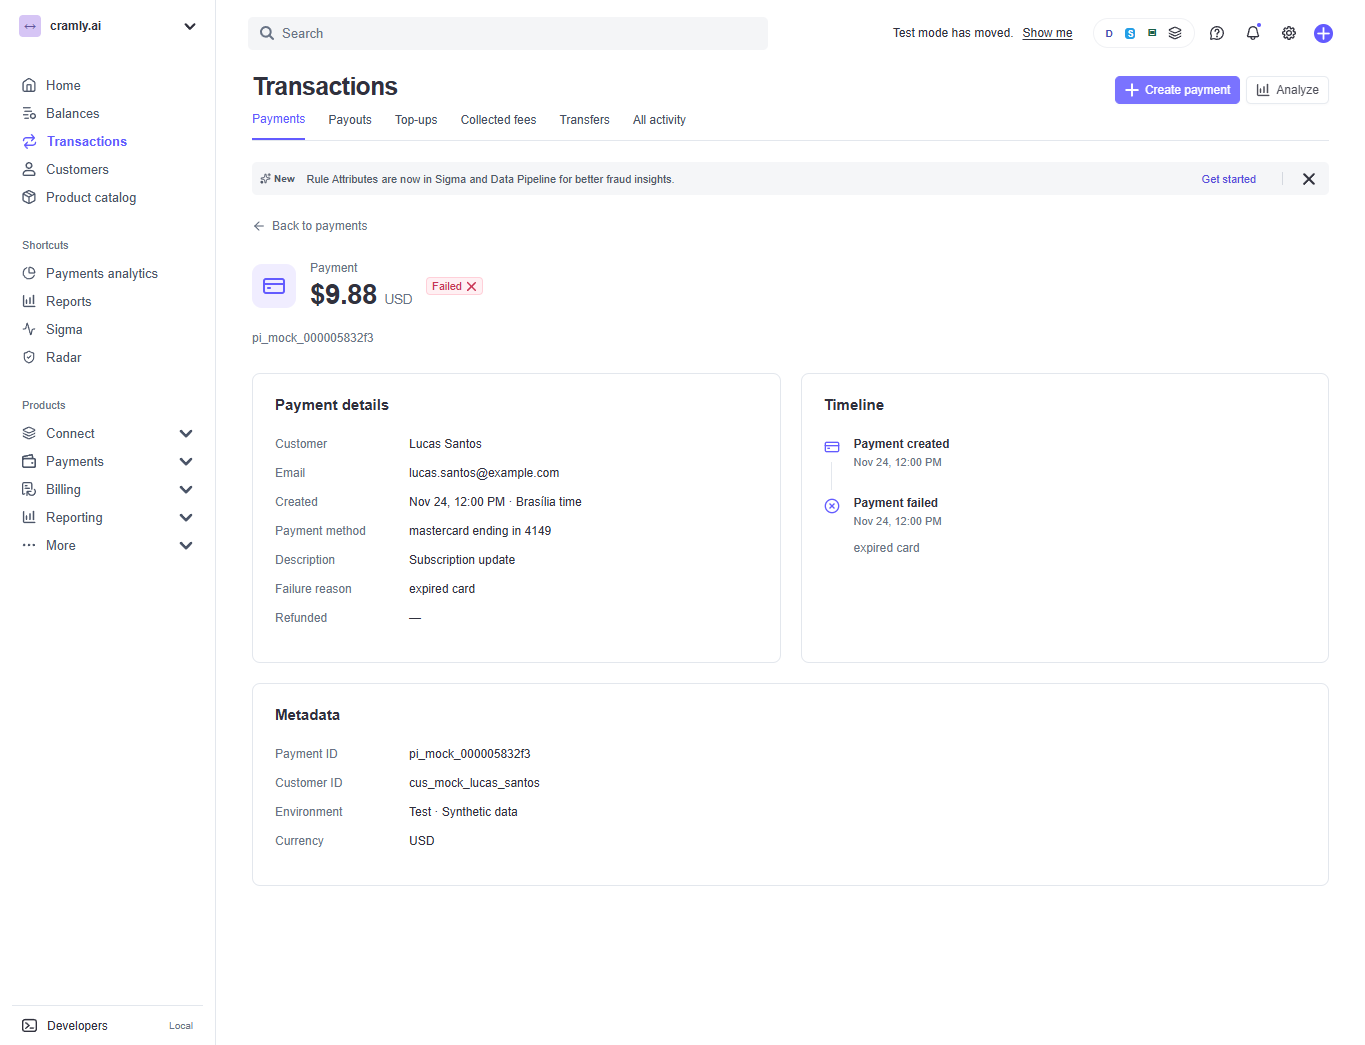 cramly.ai
Search
Test mode has moved. Show me
D S
Home
Balances
Transactions
Customers
Product catalog
Shortcuts
Payments analytics
Reports
Sigma
Radar
Products
Connect
Payments
Billing
Reporting
More
Developers Local
Transactions
Create payment
Analyze
Payments Payouts Top-ups Collected fees Transfers All activity
New Rule Attributes are now in Sigma and Data Pipeline for better fraud insights. Get started
Back to payments
Payment
$9.88 USD Failed
pi_mock_000005832f3
Payment details
Customer Lucas Santos
Email lucas.santos@example.com
Created Nov 24, 12:00 PM · Brasília time
Payment method mastercard ending in 4149
Description Subscription update
Failure reason expired card
Refunded —
Timeline
Payment created
Nov 24, 12:00 PM
Payment failed
Nov 24, 12:00 PM
expired card
Metadata
Payment ID pi_mock_000005832f3
Customer ID cus_mock_lucas_santos
Environment Test · Synthetic data
Currency USD